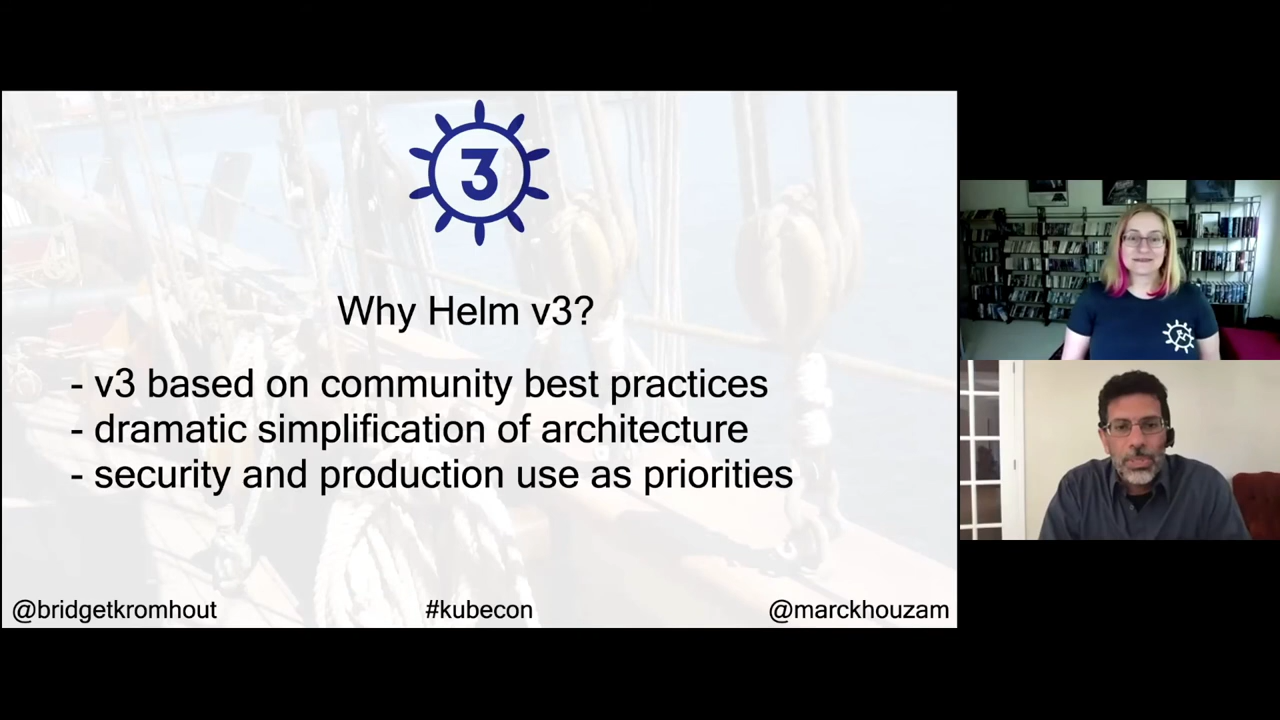 3
Why Helm v3?
- v3 based on community best practices
- dramatic simplification of architecture
- security and production use as priorities
@bridgetkromhout
#kubecon
@marckhouzam